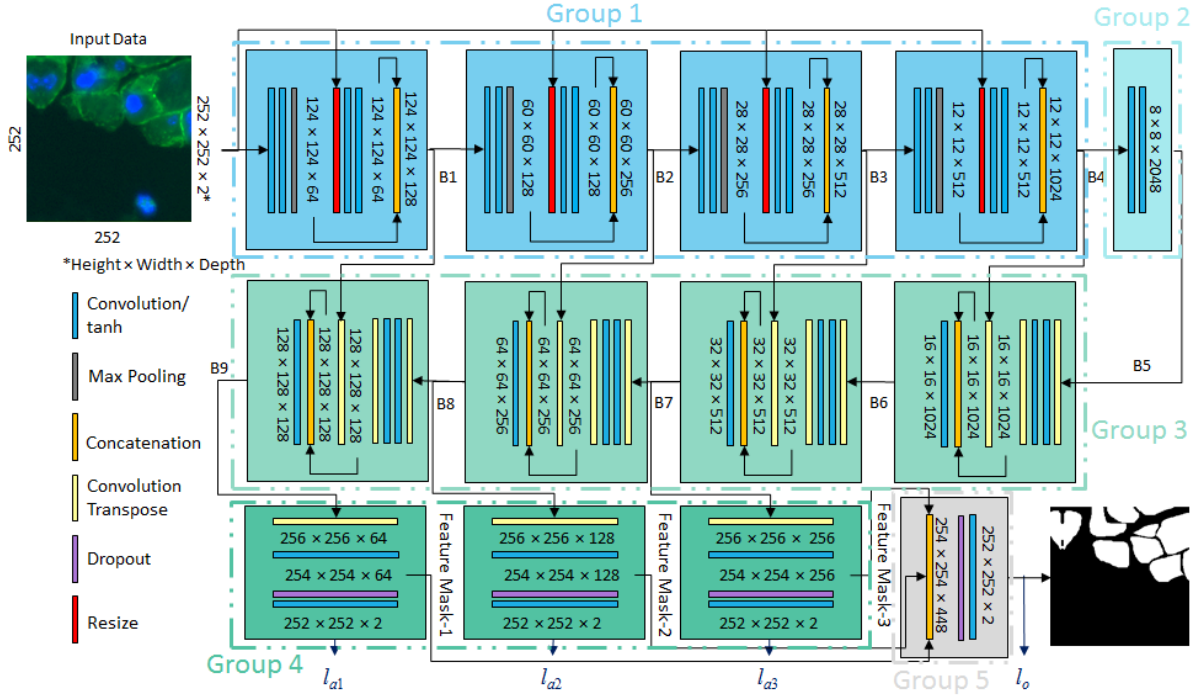 Group 1
Group 2
Input Data
252
252 × 252 × 2*
252
*Height × Width × Depth
124 × 124 × 64
124 × 124 × 64
124 × 124 × 128
B1
60 × 60 × 128
60 × 60 × 128
60 × 60 × 256
B2
28 × 28 × 256
28 × 28 × 256
28 × 28 × 512
B3
12 × 12 × 512
12 × 12 × 512
12 × 12 × 1024
B4
8 × 8 × 2048
Convolution/
tanh
Max Pooling
Concatenation
Convolution
Transpose
Dropout
Resize
B9
128 × 128 × 128
128 × 128 × 128
128 × 128 × 128
B8
64 × 64 × 256
64 × 64 × 256
64 × 64 × 256
B7
32 × 32 × 512
32 × 32 × 512
32 × 32 × 512
B6
16 × 16 × 1024
16 × 16 × 1024
16 × 16 × 1024
B5
Group 3
256 × 256 × 64
254 × 254 × 64
252 × 252 × 2
Feature Mask-1
256 × 256 × 128
254 × 254 × 128
252 × 252 × 2
Feature Mask-2
256 × 256 × 256
254 × 254 × 256
252 × 252 × 2
Feature Mask-3
254 × 254 × 448
252 × 252 × 2
Group 4
la1
la2
la3
Group 5
lo